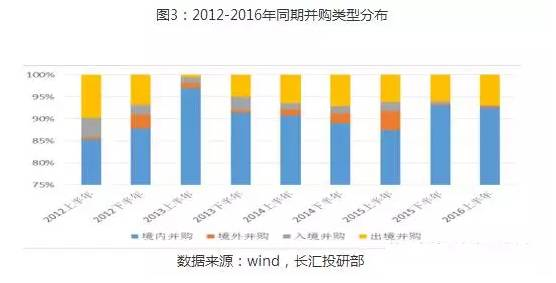 图3：2012-2016年同期并购类型分布
100%
95%
90%
85%
80%
75%
2012上半年
2012下半年
2013上半年
2013下半年
2014上半年
2014下半年
2015上半年
2015下半年
2016上半年
境内并购 境外并购 入境并购 出境并购
数据来源：wind，长汇投研部